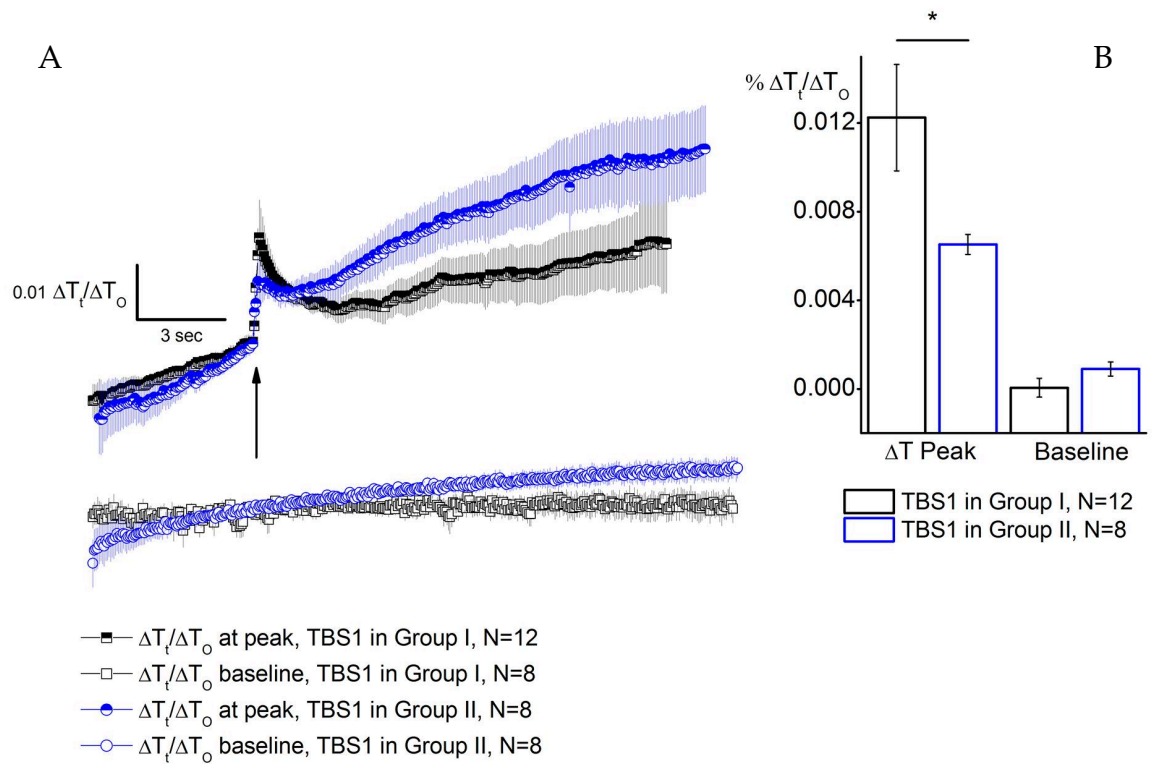 A
0.01 ΔTt/ΔTO
3 sec
ΔTt/ΔTO at peak, TBS1 in Group I, N=12
ΔTt/ΔTO baseline, TBS1 in Group I, N=8
ΔTt/ΔTO at peak, TBS1 in Group II, N=8
ΔTt/ΔTO baseline, TBS1 in Group II, N=8
B
*
% ΔTt/ΔTO
0.012
0.008
0.004
0.000
ΔT Peak Baseline
TBS1 in Group I, N=12
TBS1 in Group II, N=8